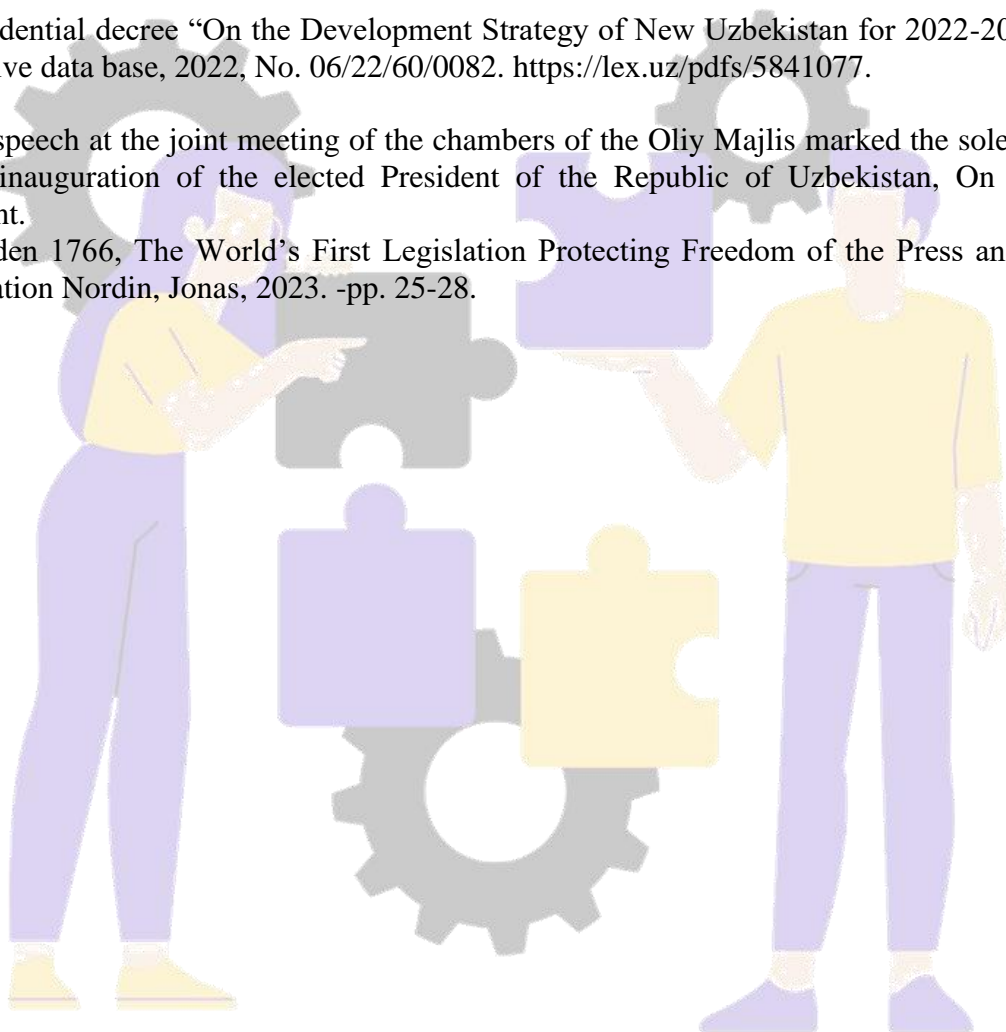 dential decree “On the Development Strategy of New Uzbekistan for 2022-20
ive data base, 2022, No. 06/22/60/0082. https://lex.uz/pdfs/5841077.
speech at the joint meeting of the chambers of the Oliy Majlis marked the sole
inauguration of the elected President of the Republic of Uzbekistan, On
nt.
den 1766, The World’s First Legislation Protecting Freedom of the Press an
ation Nordin, Jonas, 2023. -pp. 25-28.